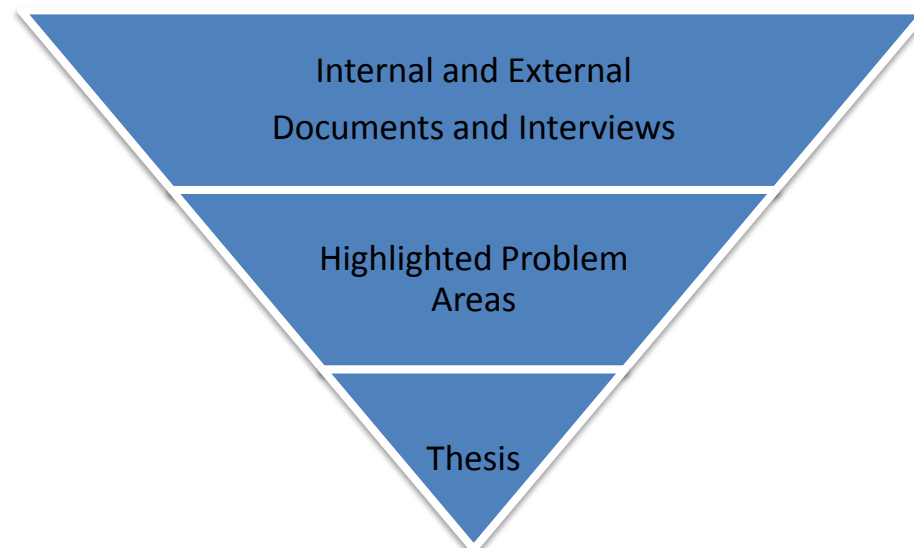 Internal and External
Documents and Interviews
Highlighted Problem
Areas
Thesis